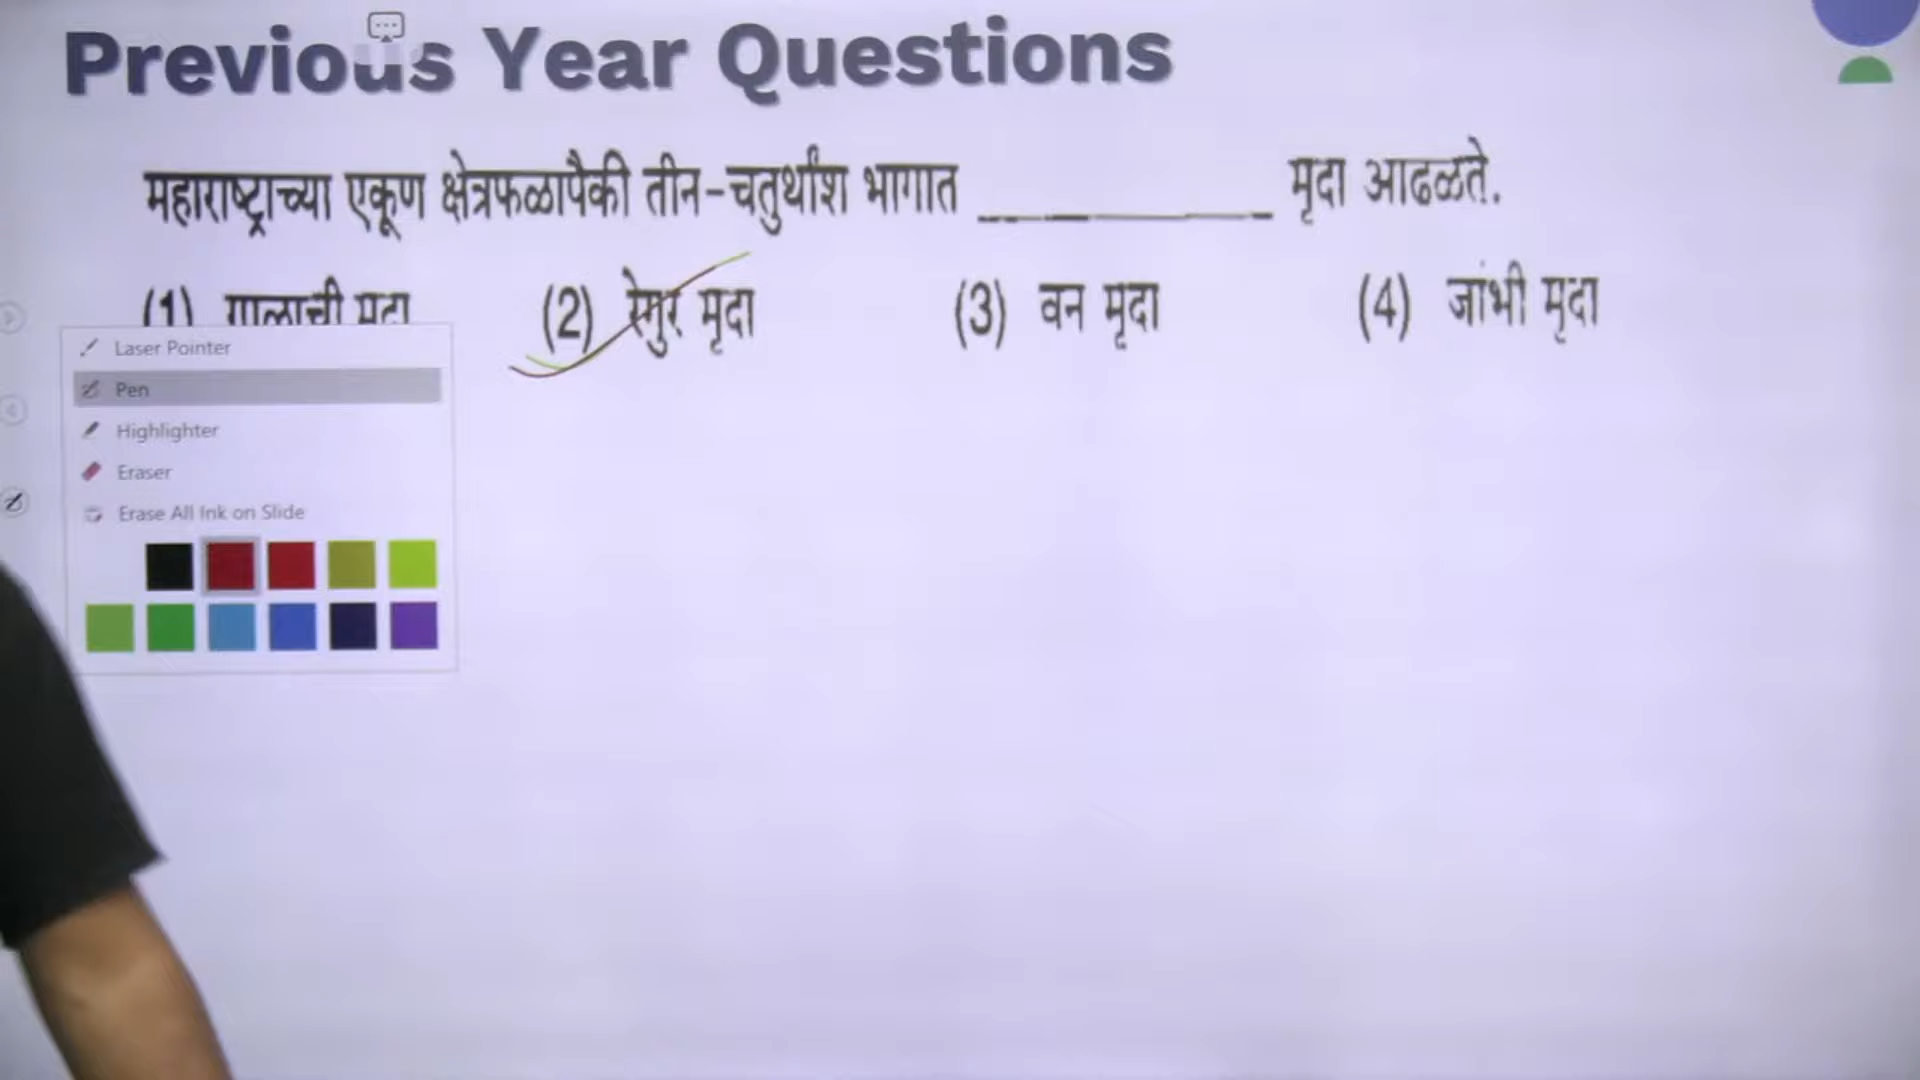 Previous Year Questions
महाराष्ट्राच्या एकूण क्षेत्रफळापैकी तीन-चतुर्थांश भागात ____________ मृदा आढळते.
(1) गाळाची मृदा (2) रेगुर मृदा (3) वन मृदा (4) जांभी मृदा
Laser Pointer
Pen
Highlighter
Eraser
Erase All Ink on Slide